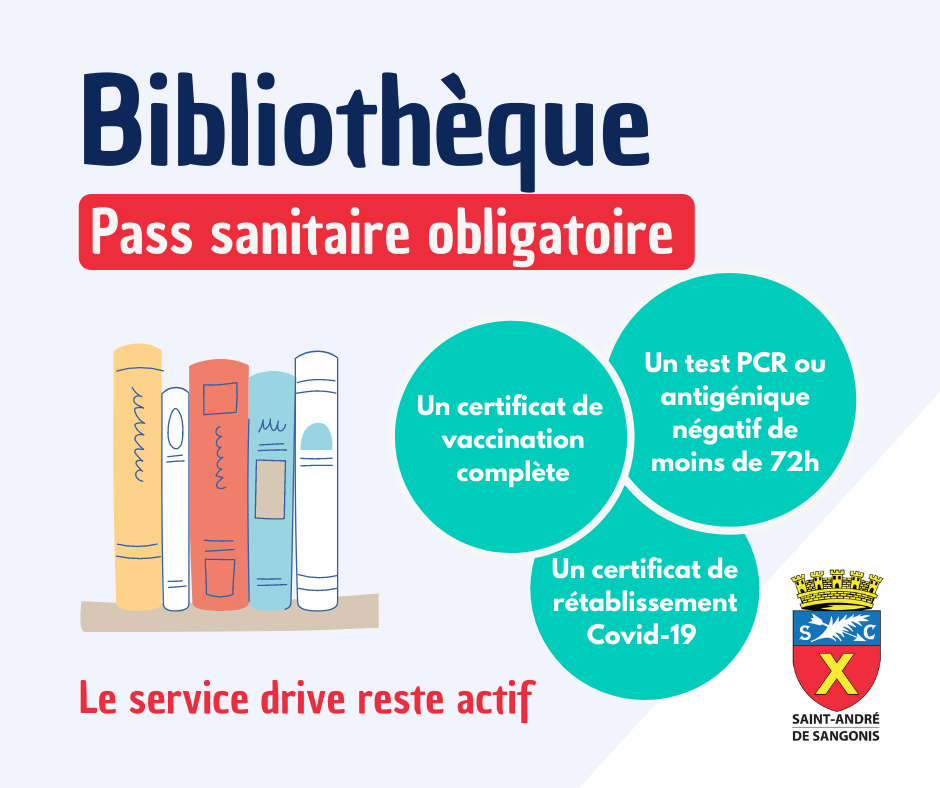 Bibliothèque
Pass sanitaire obligatoire
Un certificat de
vaccination
complète
Un test PCR ou
antigénique
négatif de
moins de 72h
Un certificat de
rétablissement
Covid-19
Le service drive reste actif
S C
X
SAINT-ANDRÉ
DE SANGONIS